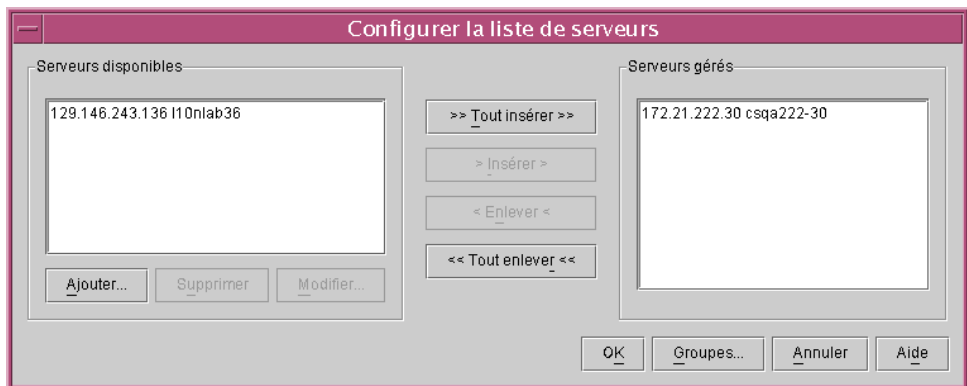 Configurer la liste de serveurs
Serveurs disponibles
129.146.243.136 l10nlab36
Ajouter...
Supprimer
Modifier...
>> Tout insérer >>
> Insérer >
< Enlever <
<< Tout enlever <<
Serveurs gérés
172.21.222.30 csqa222-30
OK
Groupes...
Annuler
Aide